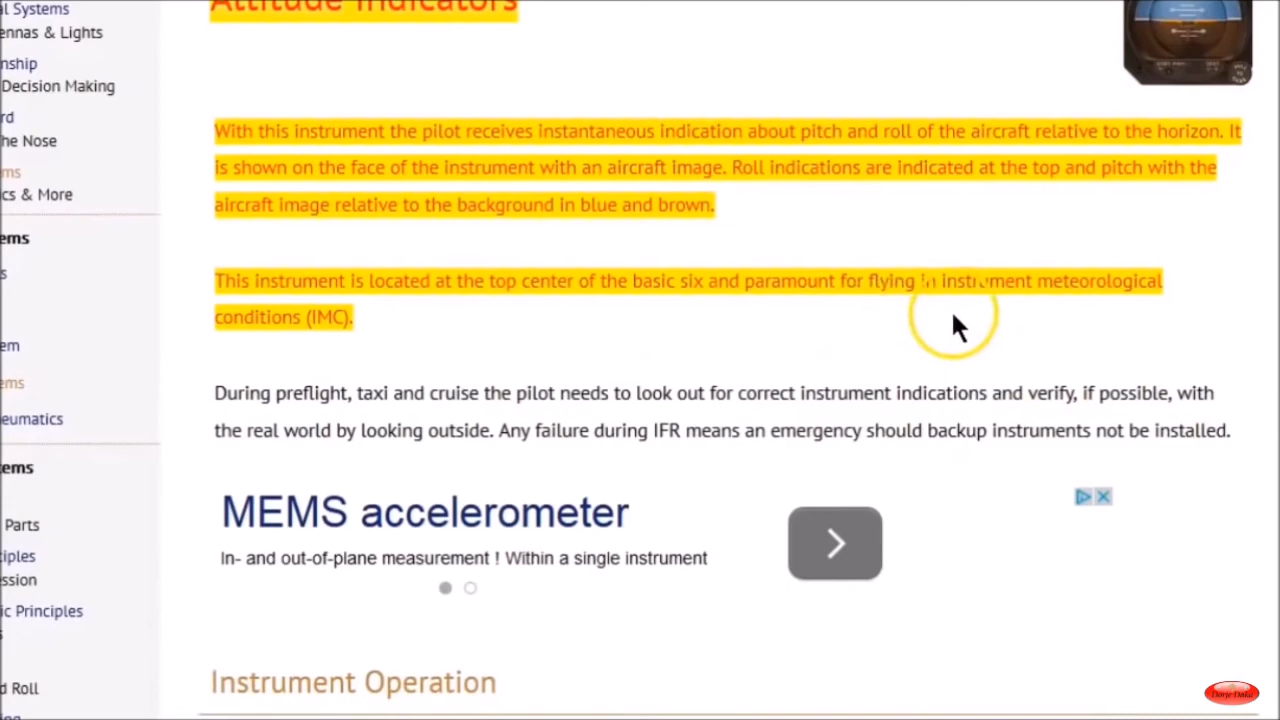 al Systems
ennas & Lights
nship
Decision Making
rd
The Nose
ms
ics & More
ems
s
em
ems
eumatics
tems
Parts
ciples
ssion
ic Principles
s
d Roll
Attitude Indicators
With this instrument the pilot receives instantaneous indication about pitch and roll of the aircraft relative to the horizon. It
is shown on the face of the instrument with an aircraft image. Roll indications are indicated at the top and pitch with the
aircraft image relative to the background in blue and brown.
This instrument is located at the top center of the basic six and paramount for flying in instrument meteorological
conditions (IMC).
During preflight, taxi and cruise the pilot needs to look out for correct instrument indications and verify, if possible, with
the real world by looking outside. Any failure during IFR means an emergency should backup instruments not be installed.
MEMS accelerometer
In- and out-of-plane measurement ! Within a single instrument
Instrument Operation